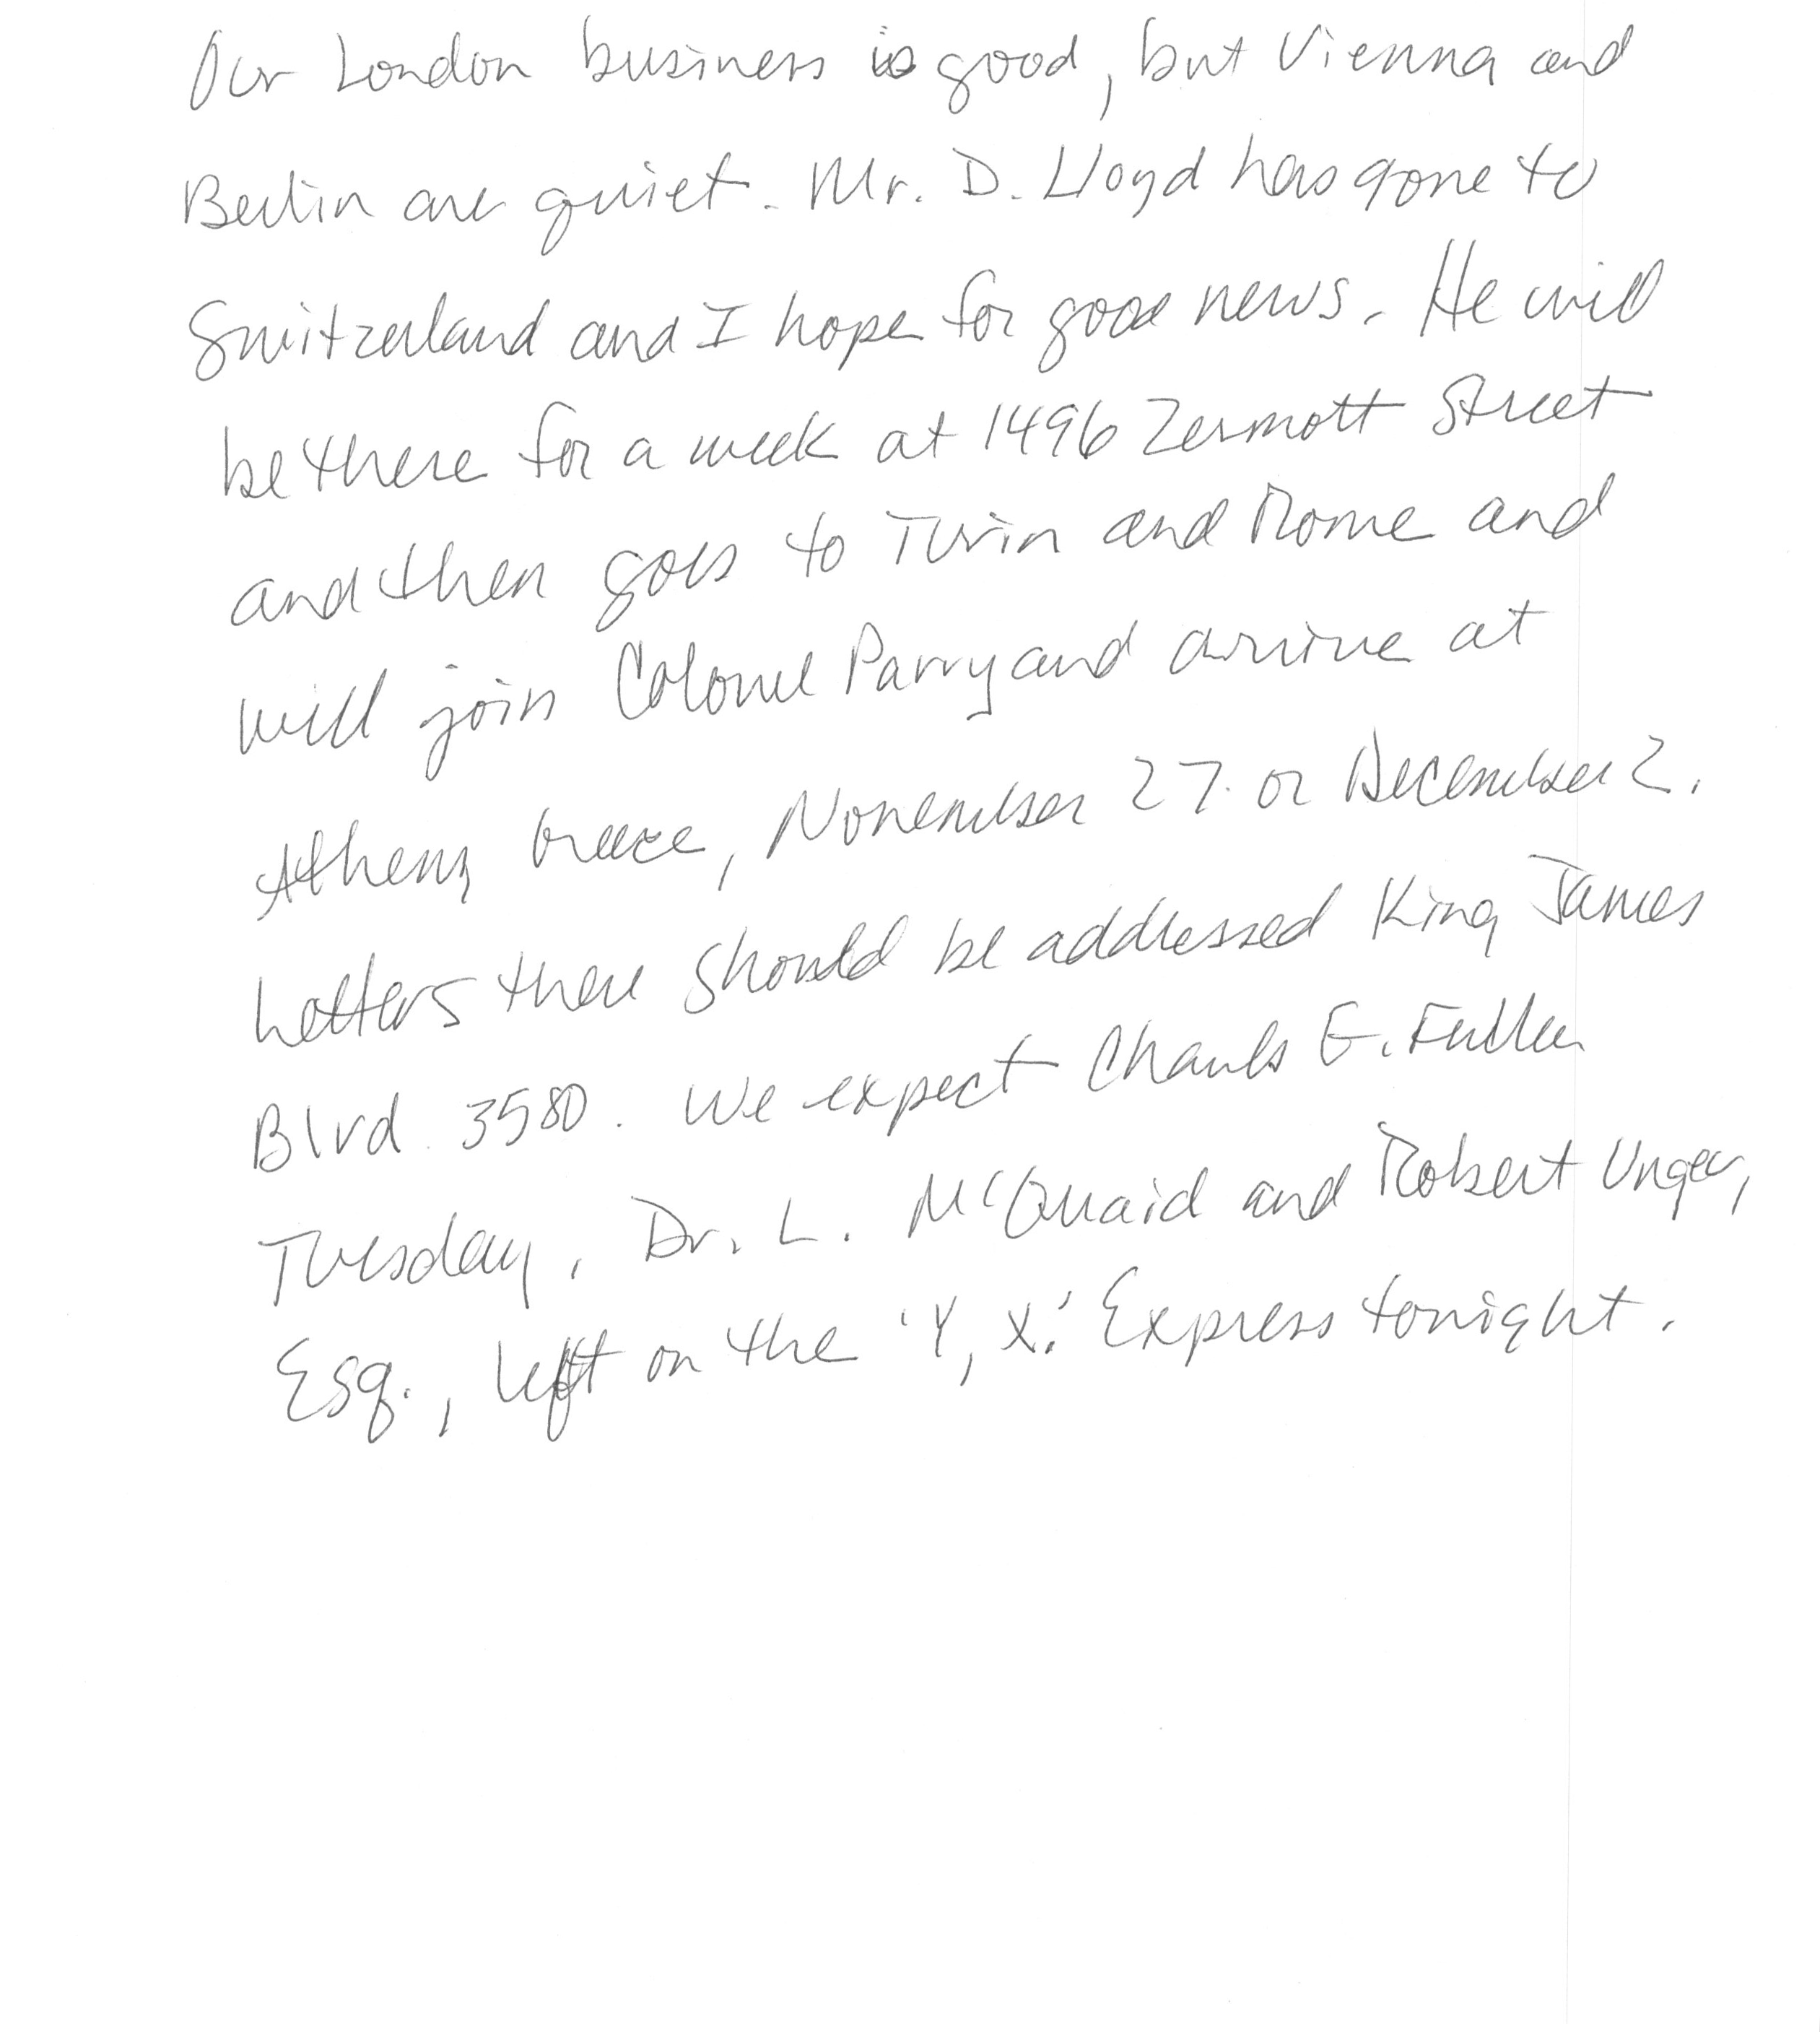 Our London business is good, but Vienna and
Berlin are quiet. Mr. D. Lloyd has gone to
Switzerland and I hope for good news. He will
be there for a week at 1496 Zermott Street
and then goes to Turin and Rome and
will join Colonel Parry and arrive at
Athens, Greece, November 27. or December 2.
Letters there should be addressed King James
Blvd. 3580. We expect Charles E. Fuller
Tuesday. Dr. L. McQuaid and Robert Unger,
Esq., left on the 'Y, X.' Express tonight.